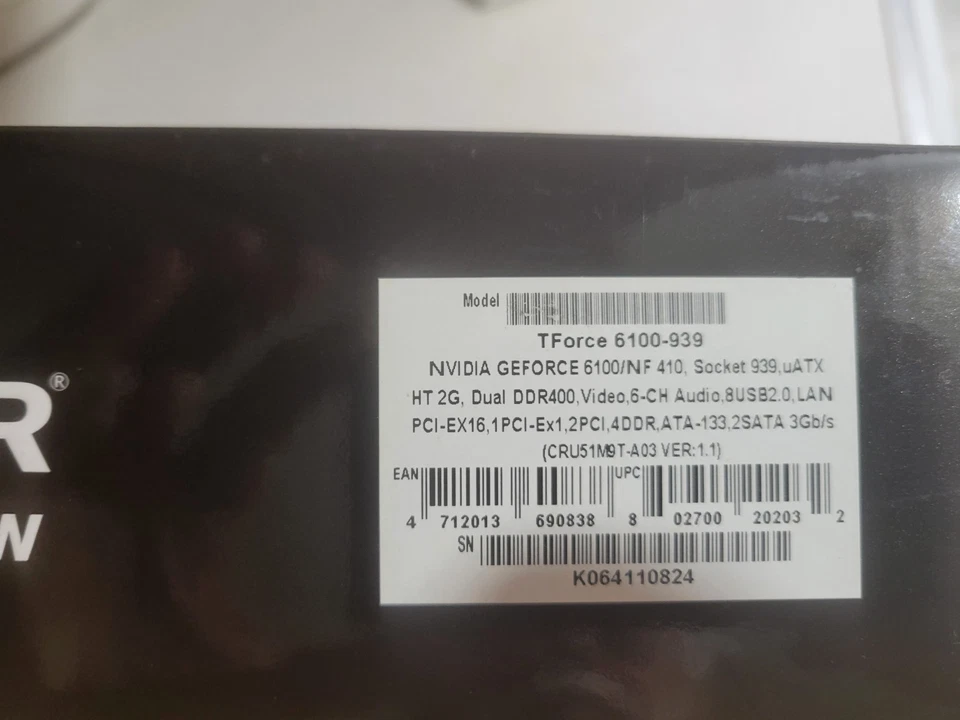 R®
W
Model
TForce 6100-939
NVIDIA GEFORCE 6100/NF 410, Socket 939,uATX
HT 2G, Dual DDR400,Video,6-CH Audio,8USB2.0,LAN
PCI-EX16,1PCI-Ex1,2PCI,4DDR,ATA-133,2SATA 3Gb/s
(CRU51M9T-A03 VER:1.1)
EAN UPC
4 712013 690838 8 02700 20203 2
SN
K064110824